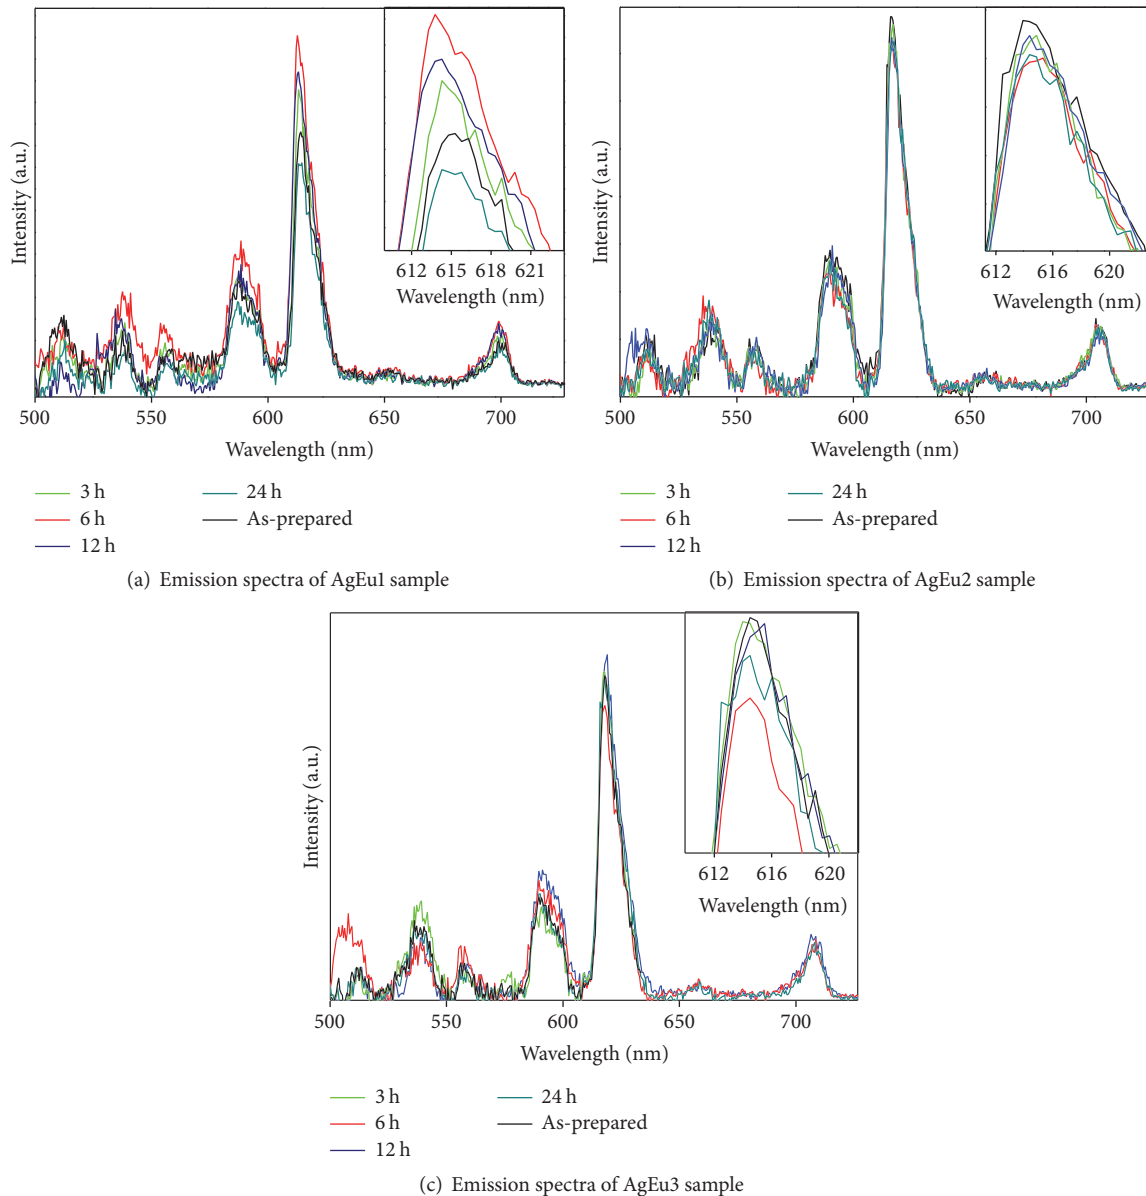 Intensity (a.u.)
612 615 618 621
Wavelength (nm)
500 550 600 650 700
Wavelength (nm)
3 h
6 h
12 h
24 h
As-prepared
(a) Emission spectra of AgEu1 sample
Intensity (a.u.)
612 616 620
Wavelength (nm)
500 550 600 650 700
Wavelength (nm)
3 h
6 h
12 h
24 h
As-prepared
(b) Emission spectra of AgEu2 sample
Intensity (a.u.)
612 616 620
Wavelength (nm)
500 550 600 650 700
Wavelength (nm)
3 h
6 h
12 h
24 h
As-prepared
(c) Emission spectra of AgEu3 sample